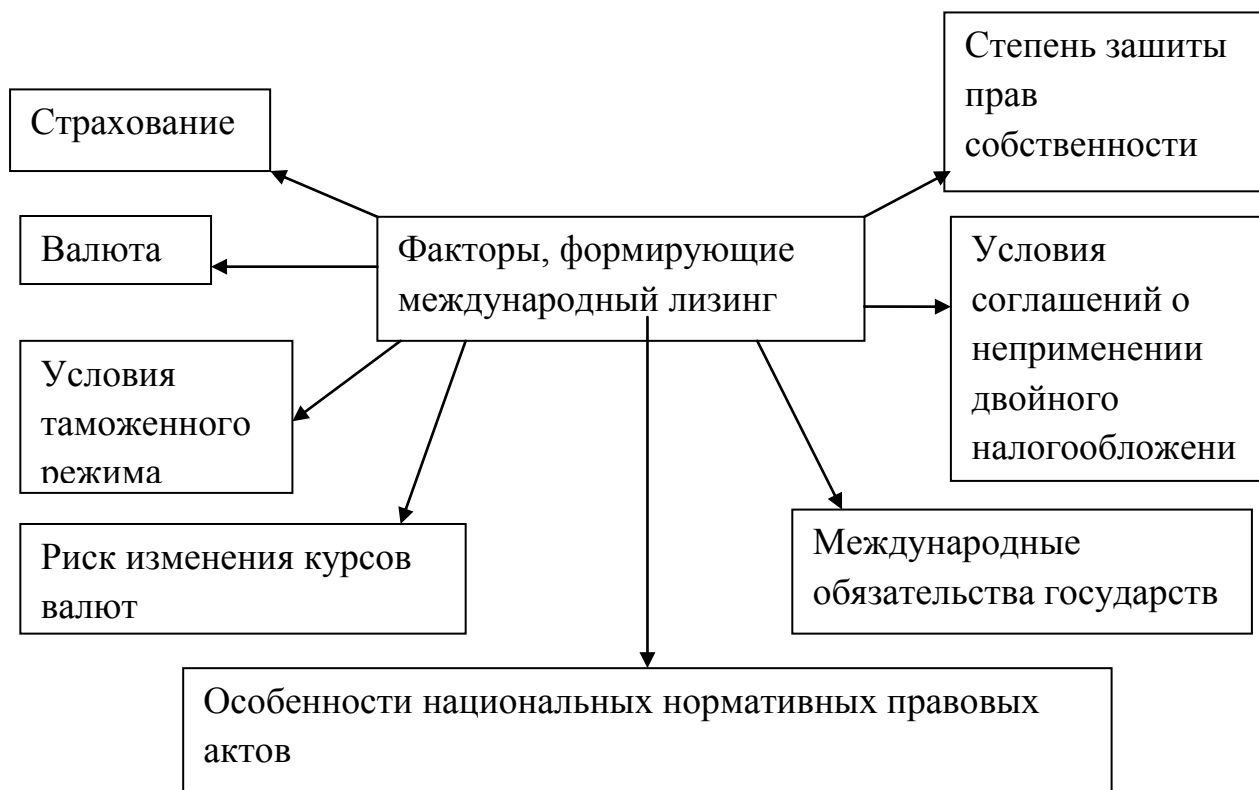 Степень зашиты
прав
собственности
Страхование
Валюта
Факторы, формирующие
международный лизинг
Условия
соглашений о
неприменении
двойного
налогообложени
Условия
таможенного
режима
Риск изменения курсов
валют
Международные
обязательства государств
Особенности национальных нормативных правовых
актов